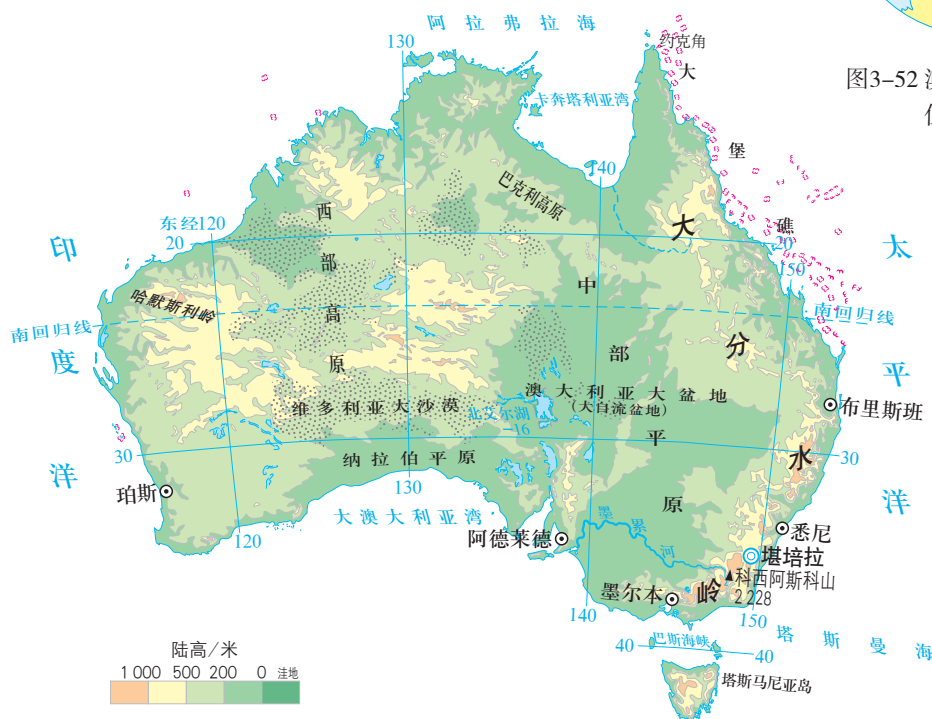 阿拉弗拉海
130
约克角
图3-52
大堡礁
卡奔塔利亚湾
140
巴克利高原
东经120
20
西部高原
大分水岭
20
150
印度洋
太平洋
哈默斯利岭
南回归线
南回归线
中部平原
澳大利亚大盆地
(大自流盆地)
维多利亚大沙漠
北艾尔湖
-16
布里斯班
30
30
纳拉伯平原
珀斯
130
大澳大利亚湾
120
阿德莱德
墨累河
悉尼
堪培拉
科西阿斯科山
2 228
墨尔本
140
150
塔斯曼海
40
巴斯海峡
40
塔斯马尼亚岛
陆高/米
1 000 500 200 0 洼地